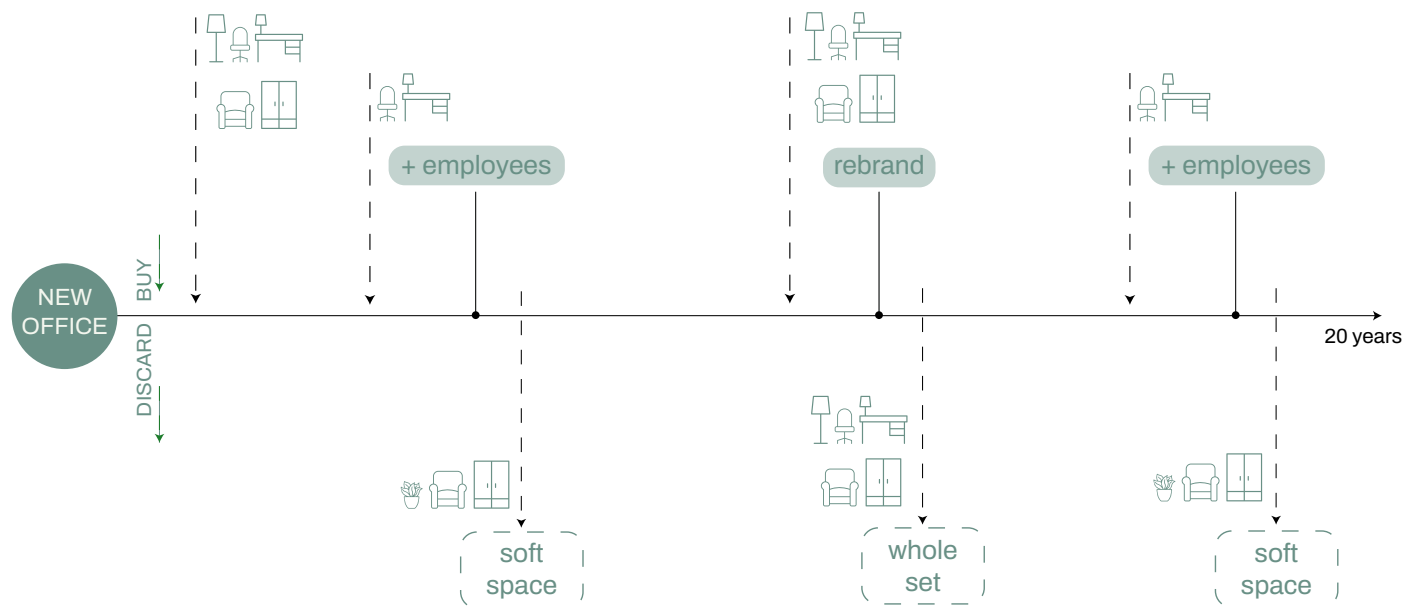 + employees
rebrand
+ employees
NEW
OFFICE
BUY
DISCARD
20 years
soft
space
whole
set
soft
space